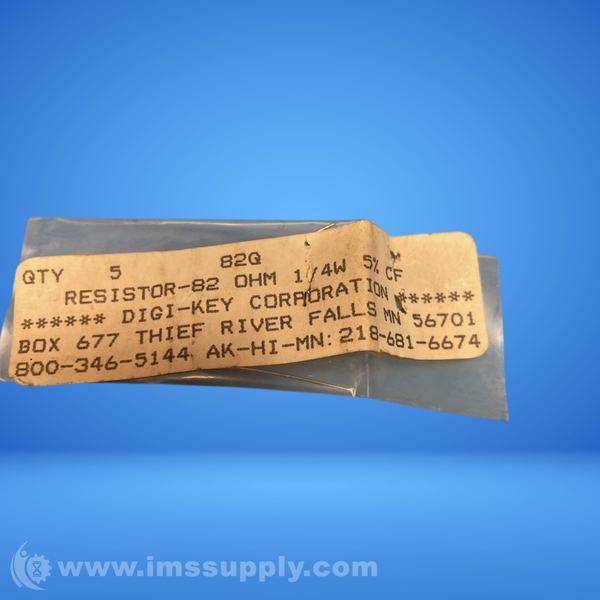 QTY 5 82Q
RESISTOR-82 OHM 1/4W 5% CF
****** DIGI-KEY CORPORATION ******
BOX 677 THIEF RIVER FALLS MN 56701
800-346-5144 AK-HI-MN: 218-681-6674
www.imssupply.com